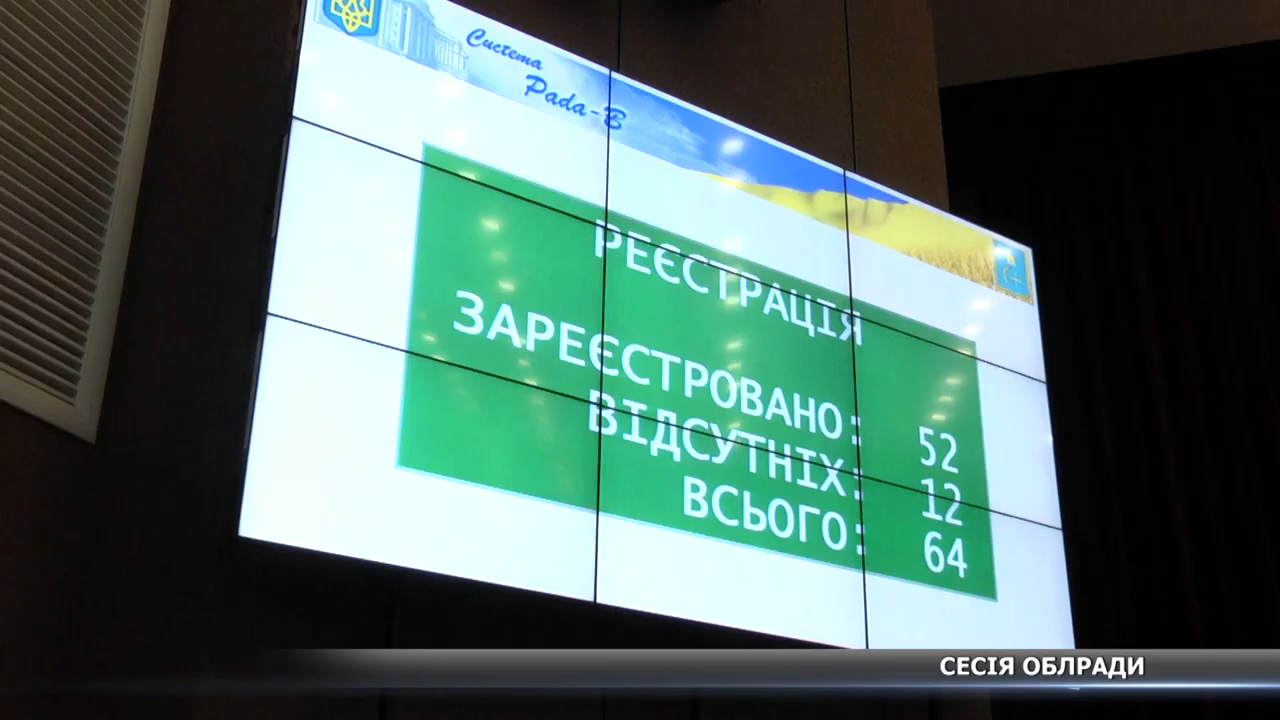 Система
Рада-В
РЕЄСТРАЦІЯ
ЗАРЕЄСТРОВАНО: 52
ВІДСУТНІХ: 12
ВСЬОГО: 64
СЕСІЯ ОБЛРАДИ